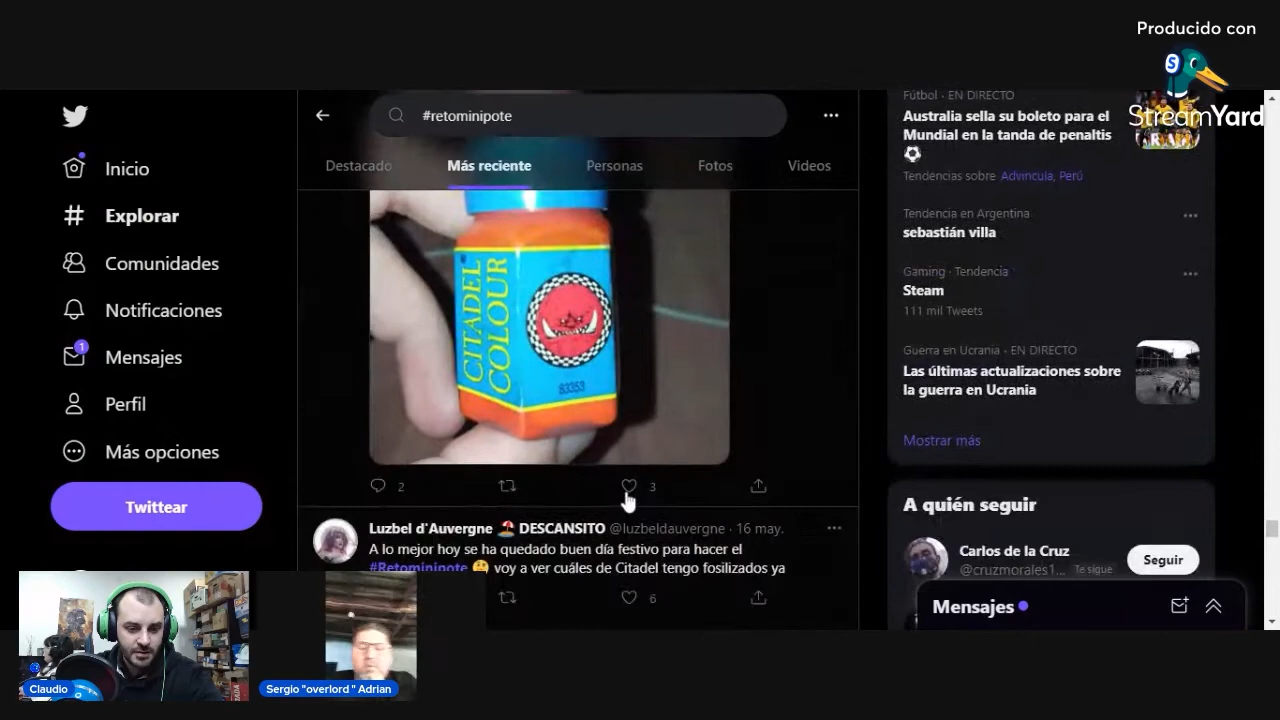 Producido con
StreamYard
#retominipote
Destacado
Más reciente
Personas
Fotos
Videos
Inicio
Explorar
Comunidades
Notificaciones
1
Mensajes
Perfil
Más opciones
Twittear
CITADEL
COLOUR
83353
2
3
Luzbel d'Auvergne 🏖️ DESCANSITO @luzbeldauvergne · 16 may.
A lo mejor hoy se ha quedado buen día festivo para hacer el
#Retominipote 🤔 voy a ver cuáles de Citadel tengo fosilizados ya
6
Fútbol · EN DIRECTO
Australia sella su boleto para el
Mundial en la tanda de penaltis
⚽
Tendencias sobre Advincula, Perú
Tendencia en Argentina
sebastián villa
Gaming · Tendencia
Steam
111 mil Tweets
Guerra en Ucrania · EN DIRECTO
Las últimas actualizaciones sobre
la guerra en Ucrania
Mostrar más
A quién seguir
Carlos de la Cruz
@cruzmorales1... Te sigue
Seguir
Mensajes
Claudio
Sergio "overlord " Adrian